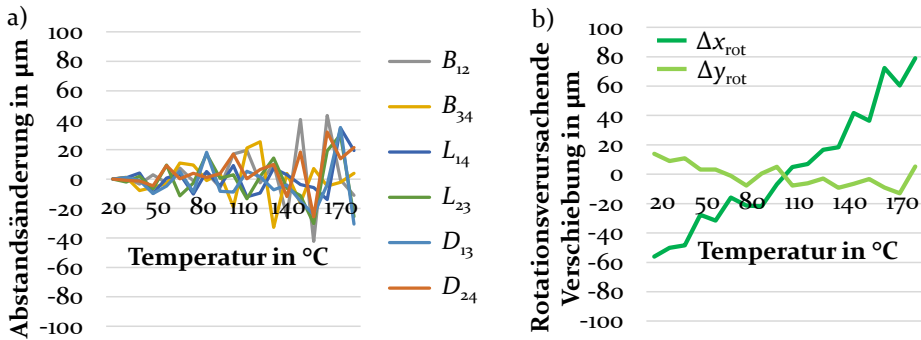 a)
Abstandsänderung in µm
100
80
60
40
20
0
-20
-40
-60
-80
-100
20 50 80 110 140 170
Temperatur in °C
B12
B34
L14
L23
D13
D24
b)
Rotationsversachende
Verschiebung in µm
100
80
60
40
20
0
-20
-40
-60
-80
-100
Δxrot
Δyrot
20 50 80 110 140 170
Temperatur in °C